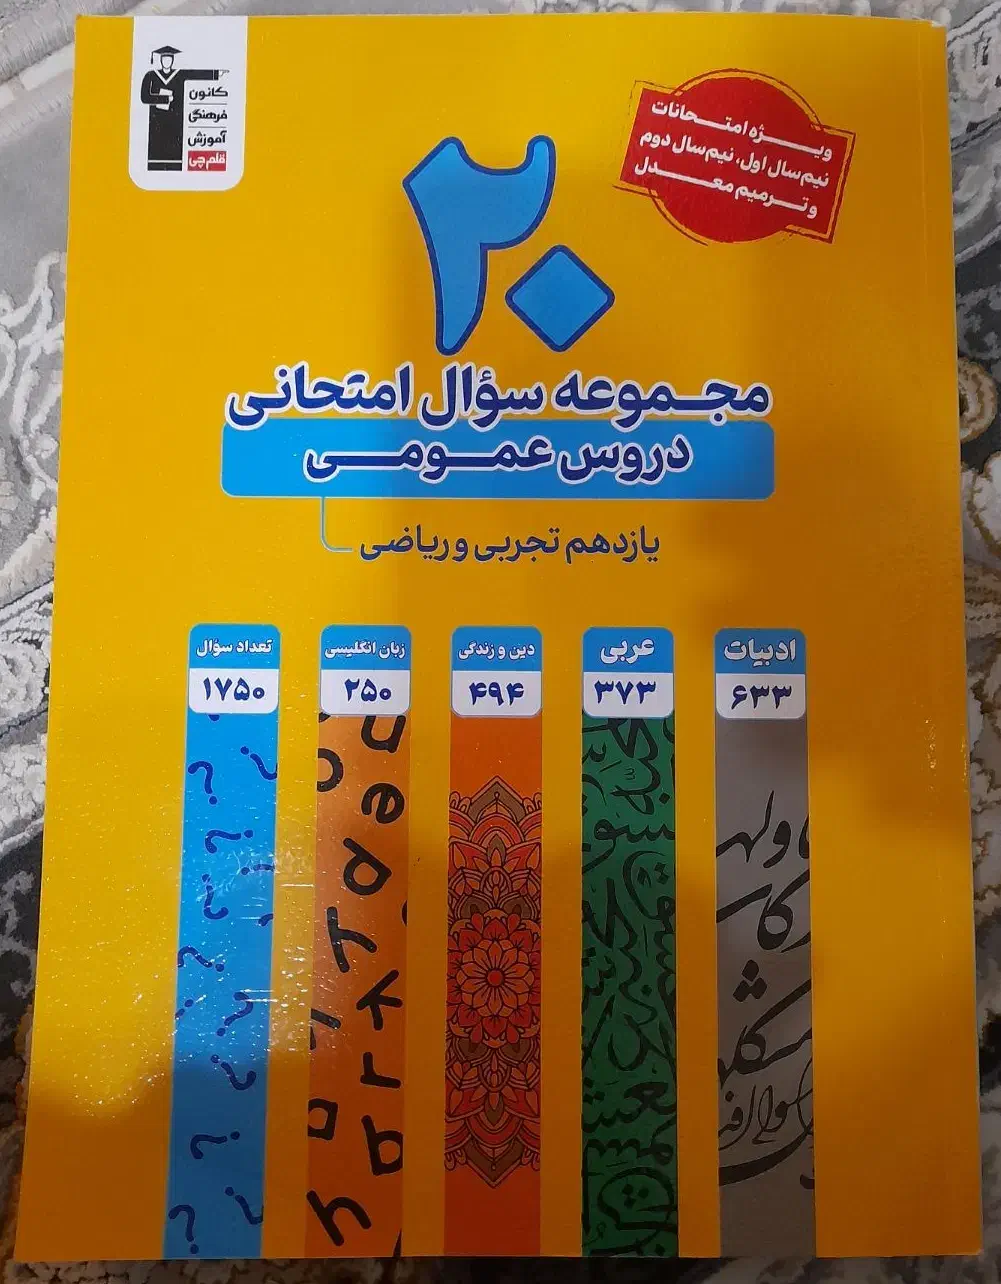 کانون
فرهنگی
آموزش
قلم‌چی
ویژه امتحانات
نیم‌سال اول، نیم‌سال دوم
و ترمیم معدل
۲۰
مجموعه سؤال امتحانی
دروس عمومی
یازدهم تجربی و ریاضی
ادبیات
۶۳۳
عربی
۳۷۳
دین و زندگی
۴۹۴
زبان انگلیسی
۲۵۰
تعداد سؤال
۱۷۵۰